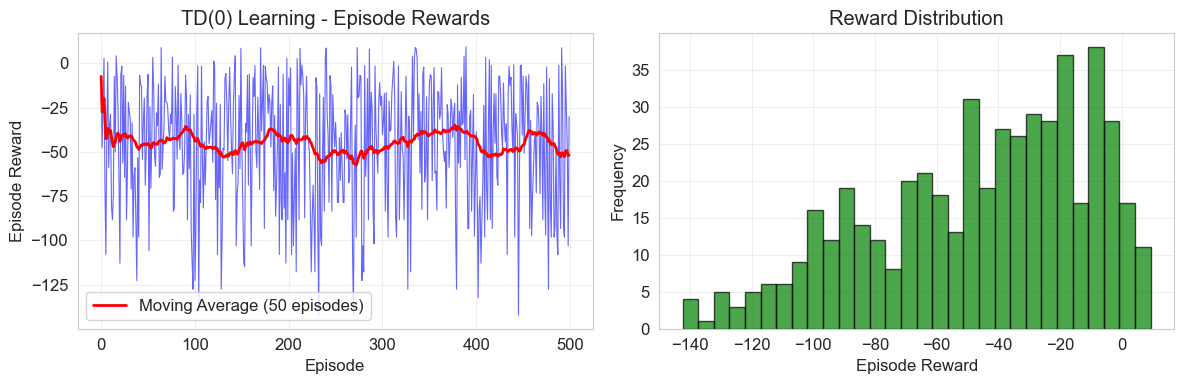 TD(0) Learning - Episode Rewards
Episode Reward
0
−25
−50
−75
−100
−125
Moving Average (50 episodes)
0 100 200 300 400 500
Episode
Reward Distribution
Frequency
35
30
25
20
15
10
5
0
−140 −120 −100 −80 −60 −40 −20 0
Episode Reward